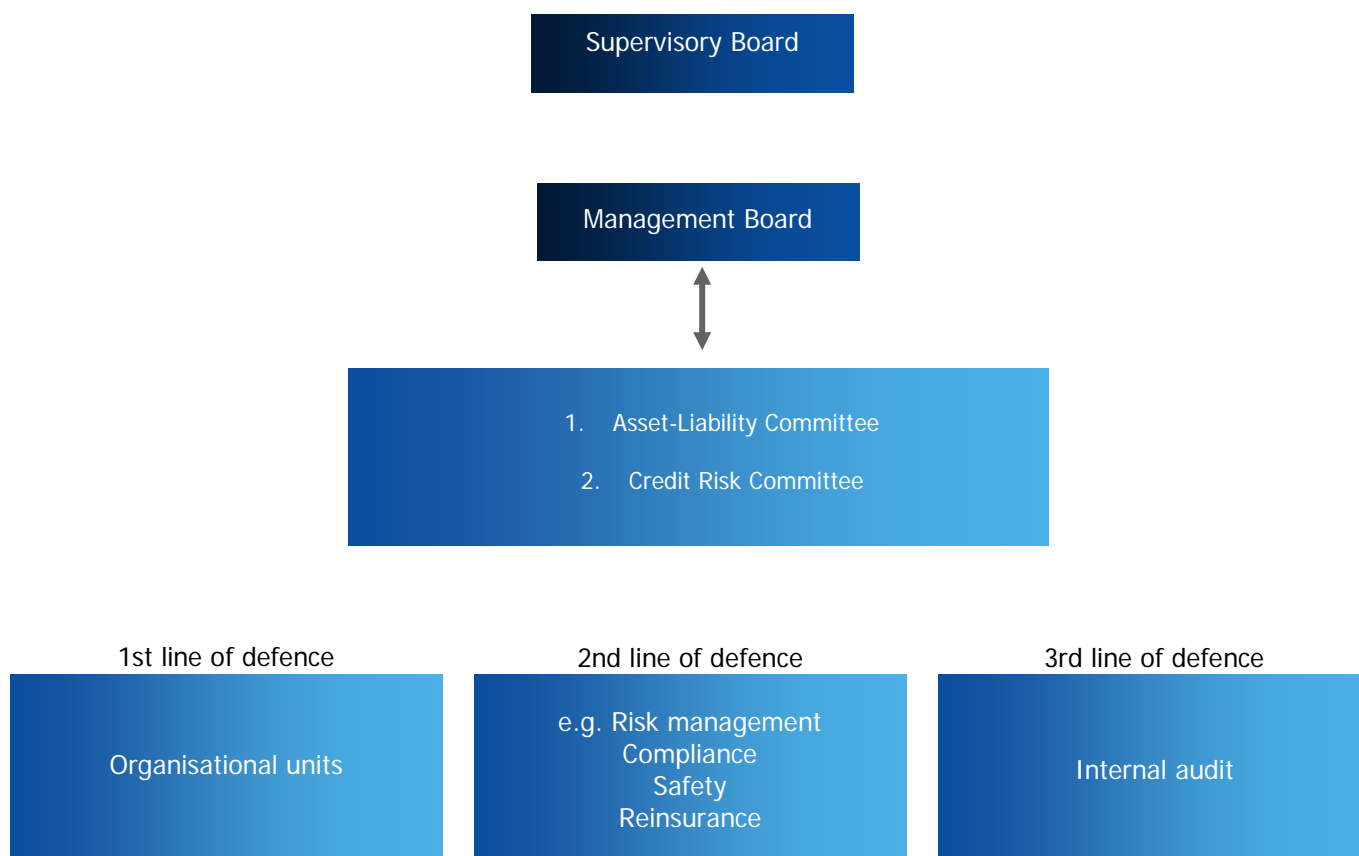 Supervisory Board
Management Board
1. Asset-Liability Committee
2. Credit Risk Committee
1st line of defence
2nd line of defence
3rd line of defence
Organisational units
e.g. Risk management
Compliance
Safety
Reinsurance
Internal audit